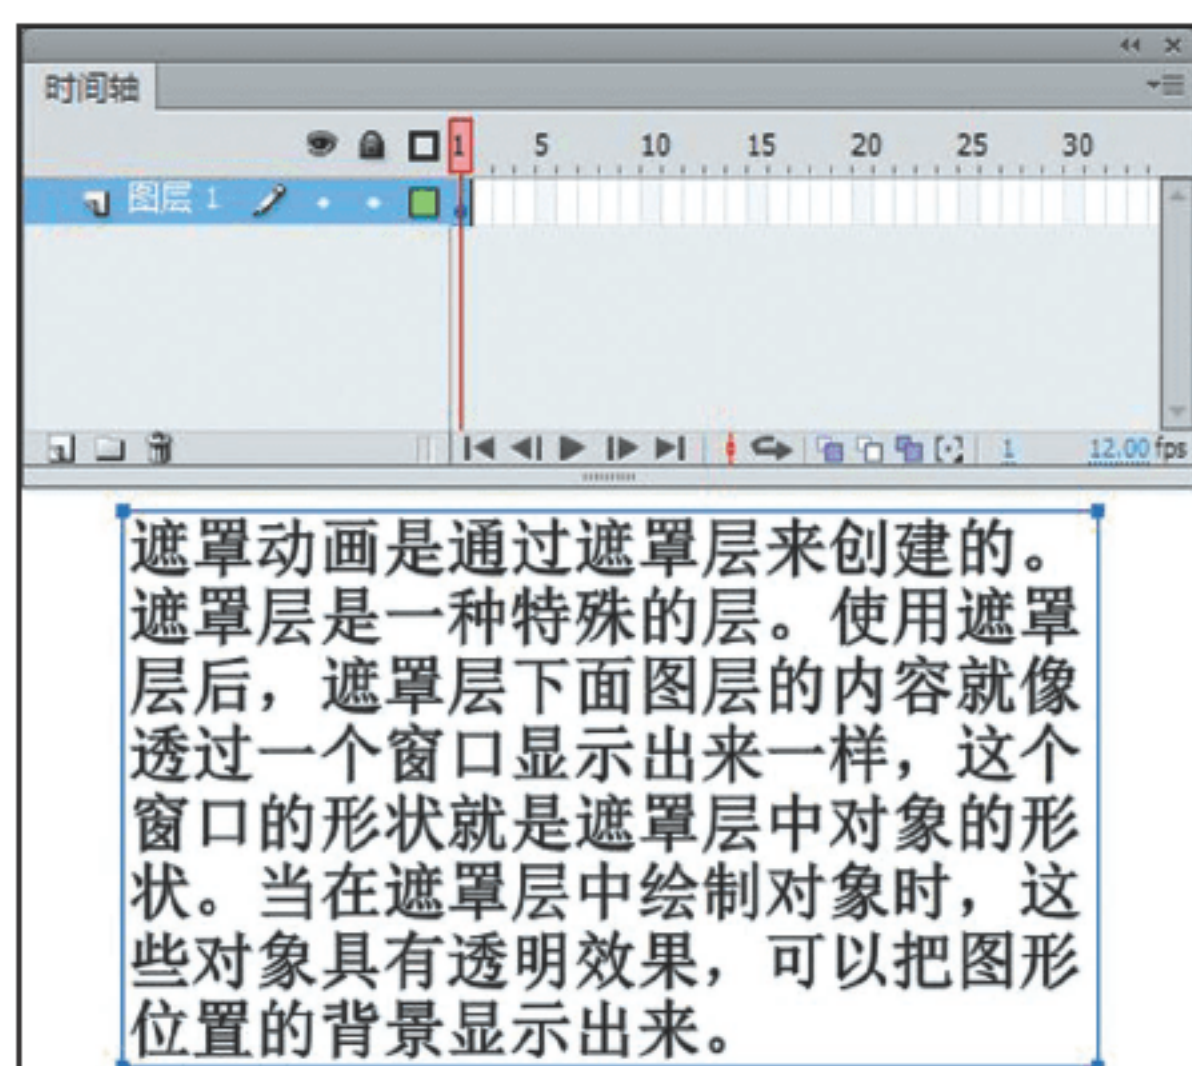 时间轴
1 5 10 15 20 25 30
图层 1
1 12.00 fps
遮罩动画是通过遮罩层来创建的。
遮罩层是一种特殊的层。使用遮罩
层后，遮罩层下面图层的内容就像
透过一个窗口显示出来一样，这个
窗口的形状就是遮罩层中对象的形
状。当在遮罩层中绘制对象时，这
些对象具有透明效果，可以把图形
位置的背景显示出来。